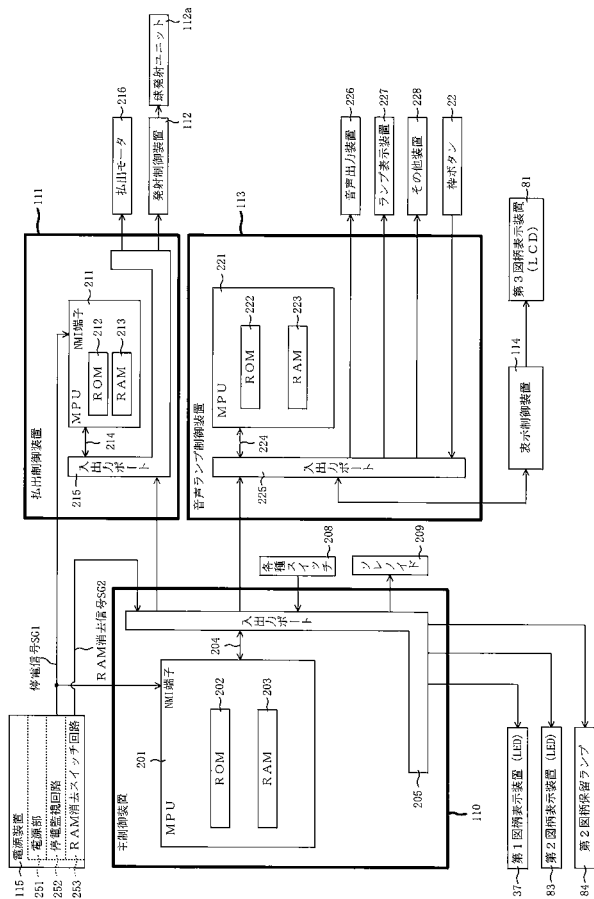 115
電源装置
251
電源部
252
停電監視回路
253
RAM消去スイッチ回路
停電信号SG1
RAM消去信号SG2
主制御装置
110
201
MPU
NMI端子
202
ROM
203
RAM
204
205
入出力ポート
払出制御装置
111
215
入出力ポート
214
MPU
NMI端子
211
ROM
212
RAM
213
払出モータ
216
発射制御装置
112
球発射ユニット
112a
音声ランプ制御装置
113
225
入出力ポート
224
MPU
221
222
ROM
223
RAM
各種スイッチ
208
ソレノイド
209
音声出力装置
226
ランプ表示装置
227
その他装置
228
枠ボタン
22
表示制御装置
114
第3図柄表示装置
(LCD)
81
37
第1図柄表示装置(LED)
83
第2図柄表示装置(LED)
84
第2図柄保留ランプ